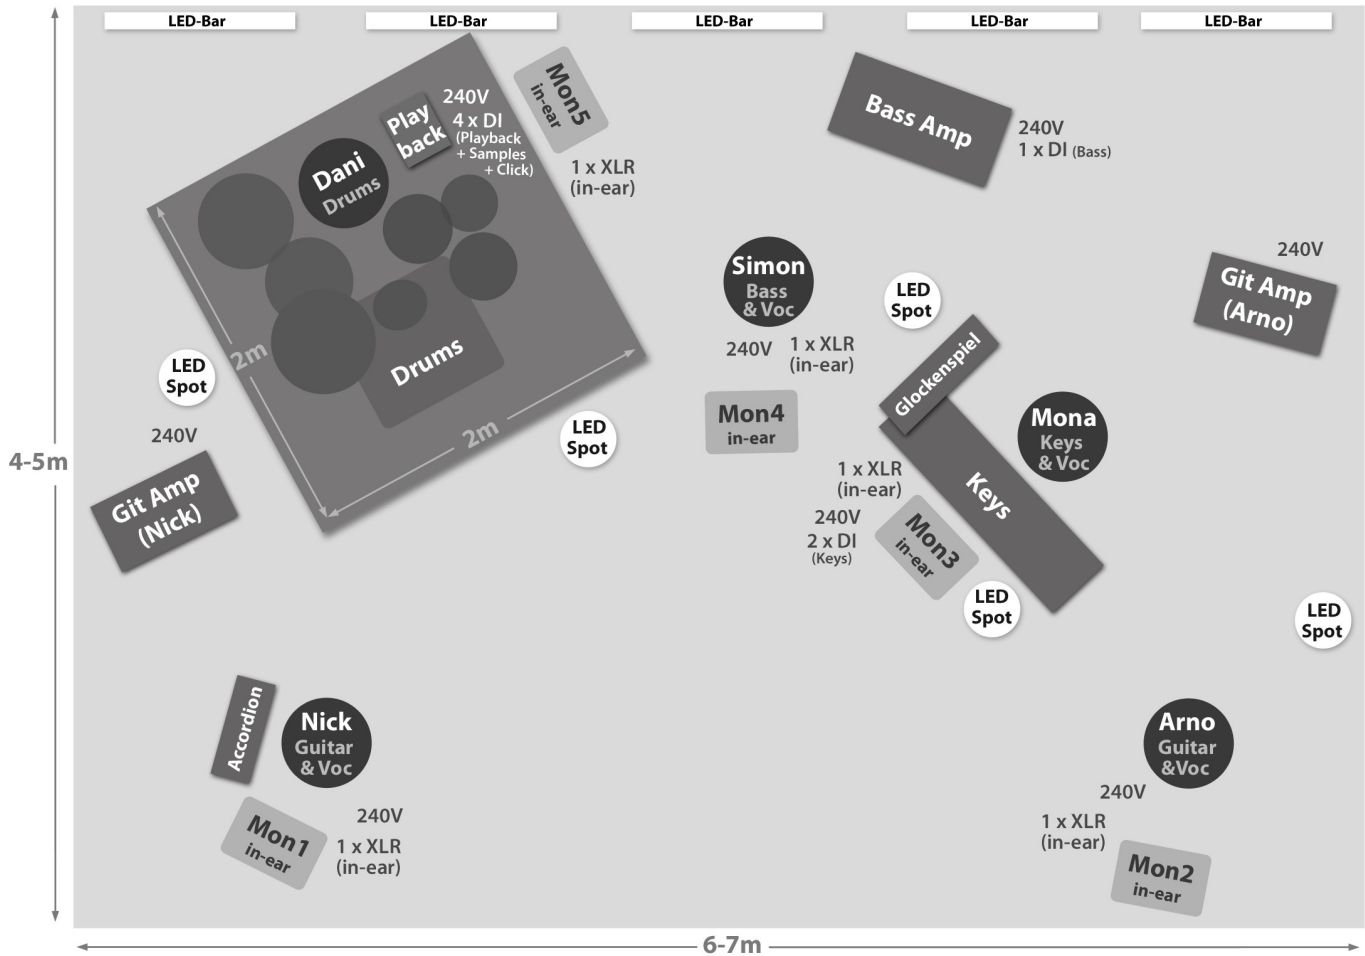 LED-Bar
LED-Bar
LED-Bar
LED-Bar
LED-Bar
Play
back
240V
4 x DI
(Playback
+ Samples
+ Click)
Mon5
in-ear
1 x XLR
(in-ear)
Dani
Drums
Drums
2m
2m
Bass Amp
240V
1 x DI (Bass)
Simon
Bass
& Voc
240V
1 x XLR
(in-ear)
Mon4
in-ear
LED
Spot
240V
Git Amp
(Arno)
Glockenspiel
Mona
Keys
& Voc
Keys
1 x XLR
(in-ear)
240V
2 x DI
(Keys)
Mon3
in-ear
LED
Spot
LED
Spot
LED
Spot
LED
Spot
240V
Git Amp
(Nick)
4-5m
Accordion
Nick
Guitar
& Voc
Mon1
in-ear
240V
1 x XLR
(in-ear)
Arno
Guitar
&Voc
240V
1 x XLR
(in-ear)
Mon2
in-ear
6-7m